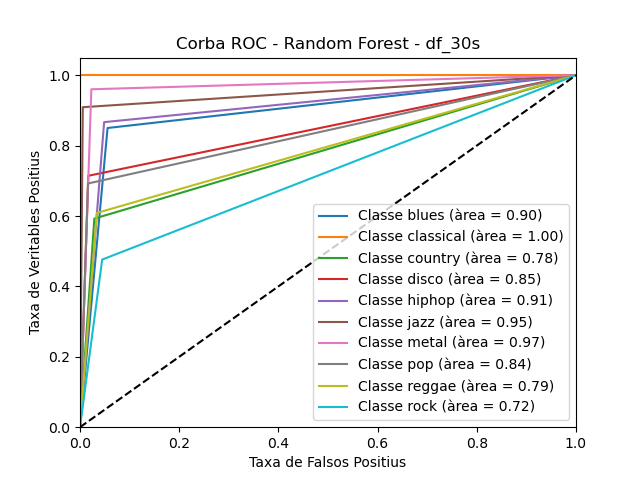 Corba ROC - Random Forest - df_30s
Taxa de Veritables Positius
1.0
0.8
0.6
0.4
0.2
0.0
Classe blues (àrea = 0.90)
Classe classical (àrea = 1.00)
Classe country (àrea = 0.78)
Classe disco (àrea = 0.85)
Classe hiphop (àrea = 0.91)
Classe jazz (àrea = 0.95)
Classe metal (àrea = 0.97)
Classe pop (àrea = 0.84)
Classe reggae (àrea = 0.79)
Classe rock (àrea = 0.72)
0.0 0.2 0.4 0.6 0.8 1.0
Taxa de Falsos Positius